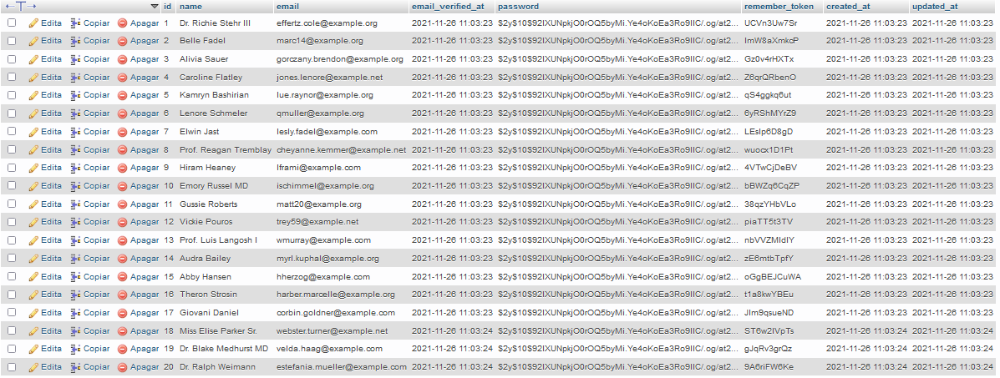 ←T→ id name email email_verified_at password remember_token created_at updated_at
Edita Copiar Apagar 1 Dr. Richie Stehr III effertz.cole@example.org 2021-11-26 11:03:23 $2y$10$92IXUNpkjO0rOQ5byMi.Ye4oKoEa3Ro9llC/.og/at2... UCVn3Uw7Sr 2021-11-26 11:03:23 2021-11-26 11:03:23
Edita Copiar Apagar 2 Belle Fadel marc14@example.org 2021-11-26 11:03:23 $2y$10$92IXUNpkjO0rOQ5byMi.Ye4oKoEa3Ro9llC/.og/at2... ImW8aXmkcP 2021-11-26 11:03:23 2021-11-26 11:03:23
Edita Copiar Apagar 3 Alivia Sauer gorczany.brendon@example.org 2021-11-26 11:03:23 $2y$10$92IXUNpkjO0rOQ5byMi.Ye4oKoEa3Ro9llC/.og/at2... Gz0v4rHXTx 2021-11-26 11:03:23 2021-11-26 11:03:23
Edita Copiar Apagar 4 Caroline Flatley jones.lenore@example.net 2021-11-26 11:03:23 $2y$10$92IXUNpkjO0rOQ5byMi.Ye4oKoEa3Ro9llC/.og/at2... Z6qrQRbenO 2021-11-26 11:03:23 2021-11-26 11:03:23
Edita Copiar Apagar 5 Kamryn Bashirian lue.raynor@example.org 2021-11-26 11:03:23 $2y$10$92IXUNpkjO0rOQ5byMi.Ye4oKoEa3Ro9llC/.og/at2... qS4ggkq6ut 2021-11-26 11:03:23 2021-11-26 11:03:23
Edita Copiar Apagar 6 Lenore Schmeler qmuller@example.org 2021-11-26 11:03:23 $2y$10$92IXUNpkjO0rOQ5byMi.Ye4oKoEa3Ro9llC/.og/at2... 6yRShMYrZ9 2021-11-26 11:03:23 2021-11-26 11:03:23
Edita Copiar Apagar 7 Elwin Jast lesly.fadel@example.com 2021-11-26 11:03:23 $2y$10$92IXUNpkjO0rOQ5byMi.Ye4oKoEa3Ro9llC/.og/at2... LEslp6D8gD 2021-11-26 11:03:23 2021-11-26 11:03:23
Edita Copiar Apagar 8 Prof. Reagan Tremblay cheyanne.kemmer@example.net 2021-11-26 11:03:23 $2y$10$92IXUNpkjO0rOQ5byMi.Ye4oKoEa3Ro9llC/.og/at2... wuocx1D1Pt 2021-11-26 11:03:23 2021-11-26 11:03:23
Edita Copiar Apagar 9 Hiram Heaney lframi@example.com 2021-11-26 11:03:23 $2y$10$92IXUNpkjO0rOQ5byMi.Ye4oKoEa3Ro9llC/.og/at2... 4VTwCjDeBV 2021-11-26 11:03:23 2021-11-26 11:03:23
Edita Copiar Apagar 10 Emory Russel MD ischimmel@example.org 2021-11-26 11:03:23 $2y$10$92IXUNpkjO0rOQ5byMi.Ye4oKoEa3Ro9llC/.og/at2... bBWZq6CqZP 2021-11-26 11:03:23 2021-11-26 11:03:23
Edita Copiar Apagar 11 Gussie Roberts matt20@example.org 2021-11-26 11:03:23 $2y$10$92IXUNpkjO0rOQ5byMi.Ye4oKoEa3Ro9llC/.og/at2... 38qzYHbVLo 2021-11-26 11:03:23 2021-11-26 11:03:23
Edita Copiar Apagar 12 Vickie Pouros trey59@example.net 2021-11-26 11:03:23 $2y$10$92IXUNpkjO0rOQ5byMi.Ye4oKoEa3Ro9llC/.og/at2... piaTT5t3TV 2021-11-26 11:03:23 2021-11-26 11:03:23
Edita Copiar Apagar 13 Prof. Luis Langosh I wmurray@example.com 2021-11-26 11:03:23 $2y$10$92IXUNpkjO0rOQ5byMi.Ye4oKoEa3Ro9llC/.og/at2... nbVVZMIdIY 2021-11-26 11:03:23 2021-11-26 11:03:23
Edita Copiar Apagar 14 Audra Bailey myrl.kuphal@example.org 2021-11-26 11:03:23 $2y$10$92IXUNpkjO0rOQ5byMi.Ye4oKoEa3Ro9llC/.og/at2... zE6mtbTpfY 2021-11-26 11:03:23 2021-11-26 11:03:23
Edita Copiar Apagar 15 Abby Hansen hherzog@example.com 2021-11-26 11:03:23 $2y$10$92IXUNpkjO0rOQ5byMi.Ye4oKoEa3Ro9llC/.og/at2... oGgBEJCuWA 2021-11-26 11:03:23 2021-11-26 11:03:23
Edita Copiar Apagar 16 Theron Strosin harber.marcelle@example.org 2021-11-26 11:03:23 $2y$10$92IXUNpkjO0rOQ5byMi.Ye4oKoEa3Ro9llC/.og/at2... t1a8kwYBEu 2021-11-26 11:03:23 2021-11-26 11:03:23
Edita Copiar Apagar 17 Giovani Daniel corbin.goldner@example.com 2021-11-26 11:03:23 $2y$10$92IXUNpkjO0rOQ5byMi.Ye4oKoEa3Ro9llC/.og/at2... JIm9qsueND 2021-11-26 11:03:23 2021-11-26 11:03:23
Edita Copiar Apagar 18 Miss Elise Parker Sr. webster.turner@example.net 2021-11-26 11:03:24 $2y$10$92IXUNpkjO0rOQ5byMi.Ye4oKoEa3Ro9llC/.og/at2... ST6w2IVpTs 2021-11-26 11:03:24 2021-11-26 11:03:24
Edita Copiar Apagar 19 Dr. Blake Medhurst MD velda.haag@example.com 2021-11-26 11:03:24 $2y$10$92IXUNpkjO0rOQ5byMi.Ye4oKoEa3Ro9llC/.og/at2... gJqRv3grQz 2021-11-26 11:03:24 2021-11-26 11:03:24
Edita Copiar Apagar 20 Dr. Ralph Weimann estefania.mueller@example.com 2021-11-26 11:03:24 $2y$10$92IXUNpkjO0rOQ5byMi.Ye4oKoEa3Ro9llC/.og/at2... 9A6riFW6Ke 2021-11-26 11:03:24 2021-11-26 11:03:24